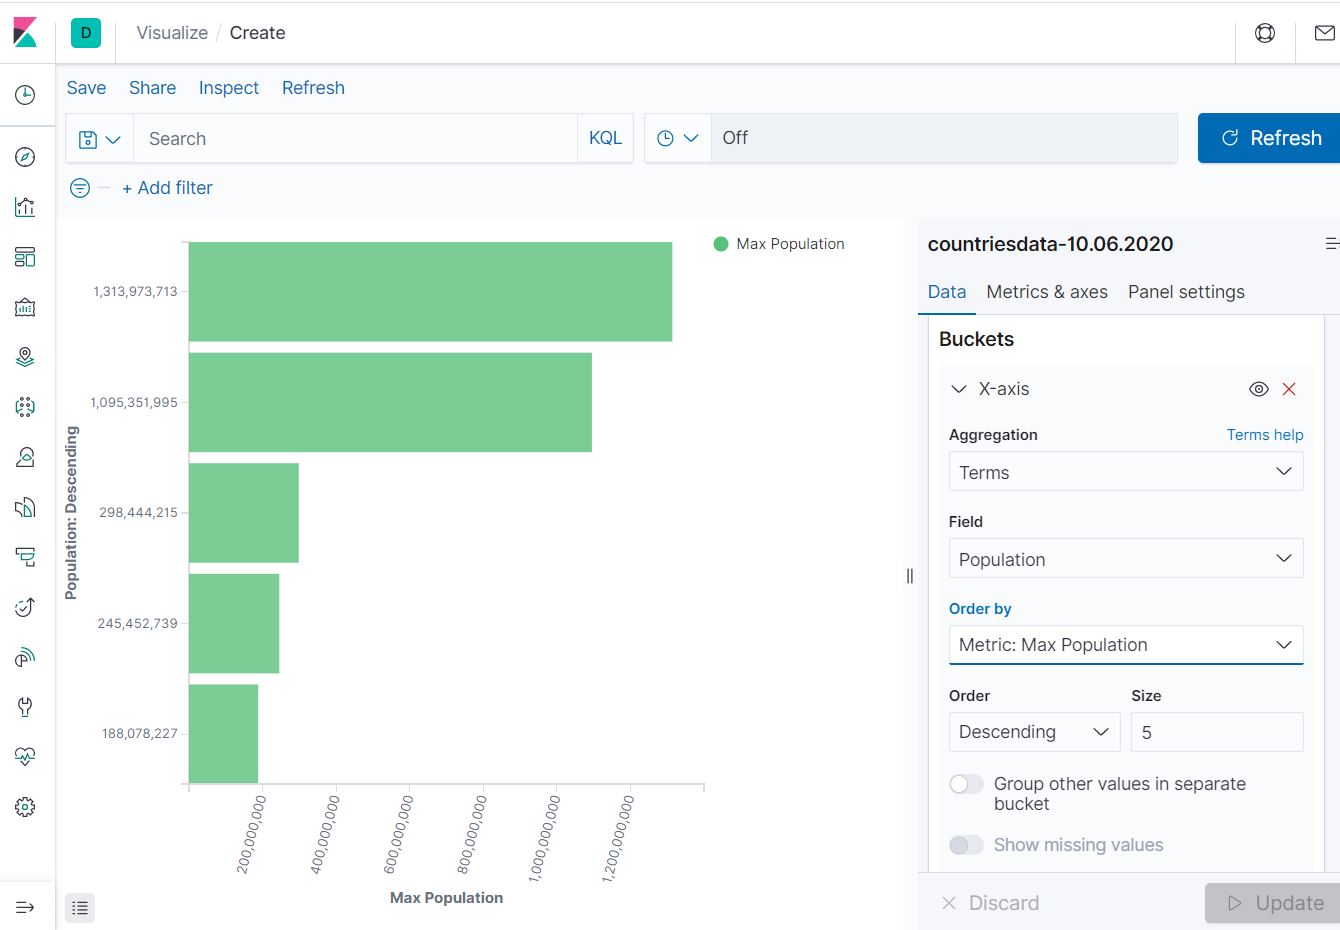 D Visualize / Create
Save Share Inspect Refresh
Search KQL Off Refresh
+ Add filter
Max Population
1,313,973,713
1,095,351,995
298,444,215
245,452,739
188,078,227
Population: Descending
200,000,000
400,000,000
600,000,000
800,000,000
1,000,000,000
1,200,000,000
Max Population
countriesdata-10.06.2020
Data Metrics & axes Panel settings
Buckets
X-axis
Aggregation Terms help
Terms
Field
Population
Order by
Metric: Max Population
Order Size
Descending 5
Group other values in separate
bucket
Show missing values
Discard Update